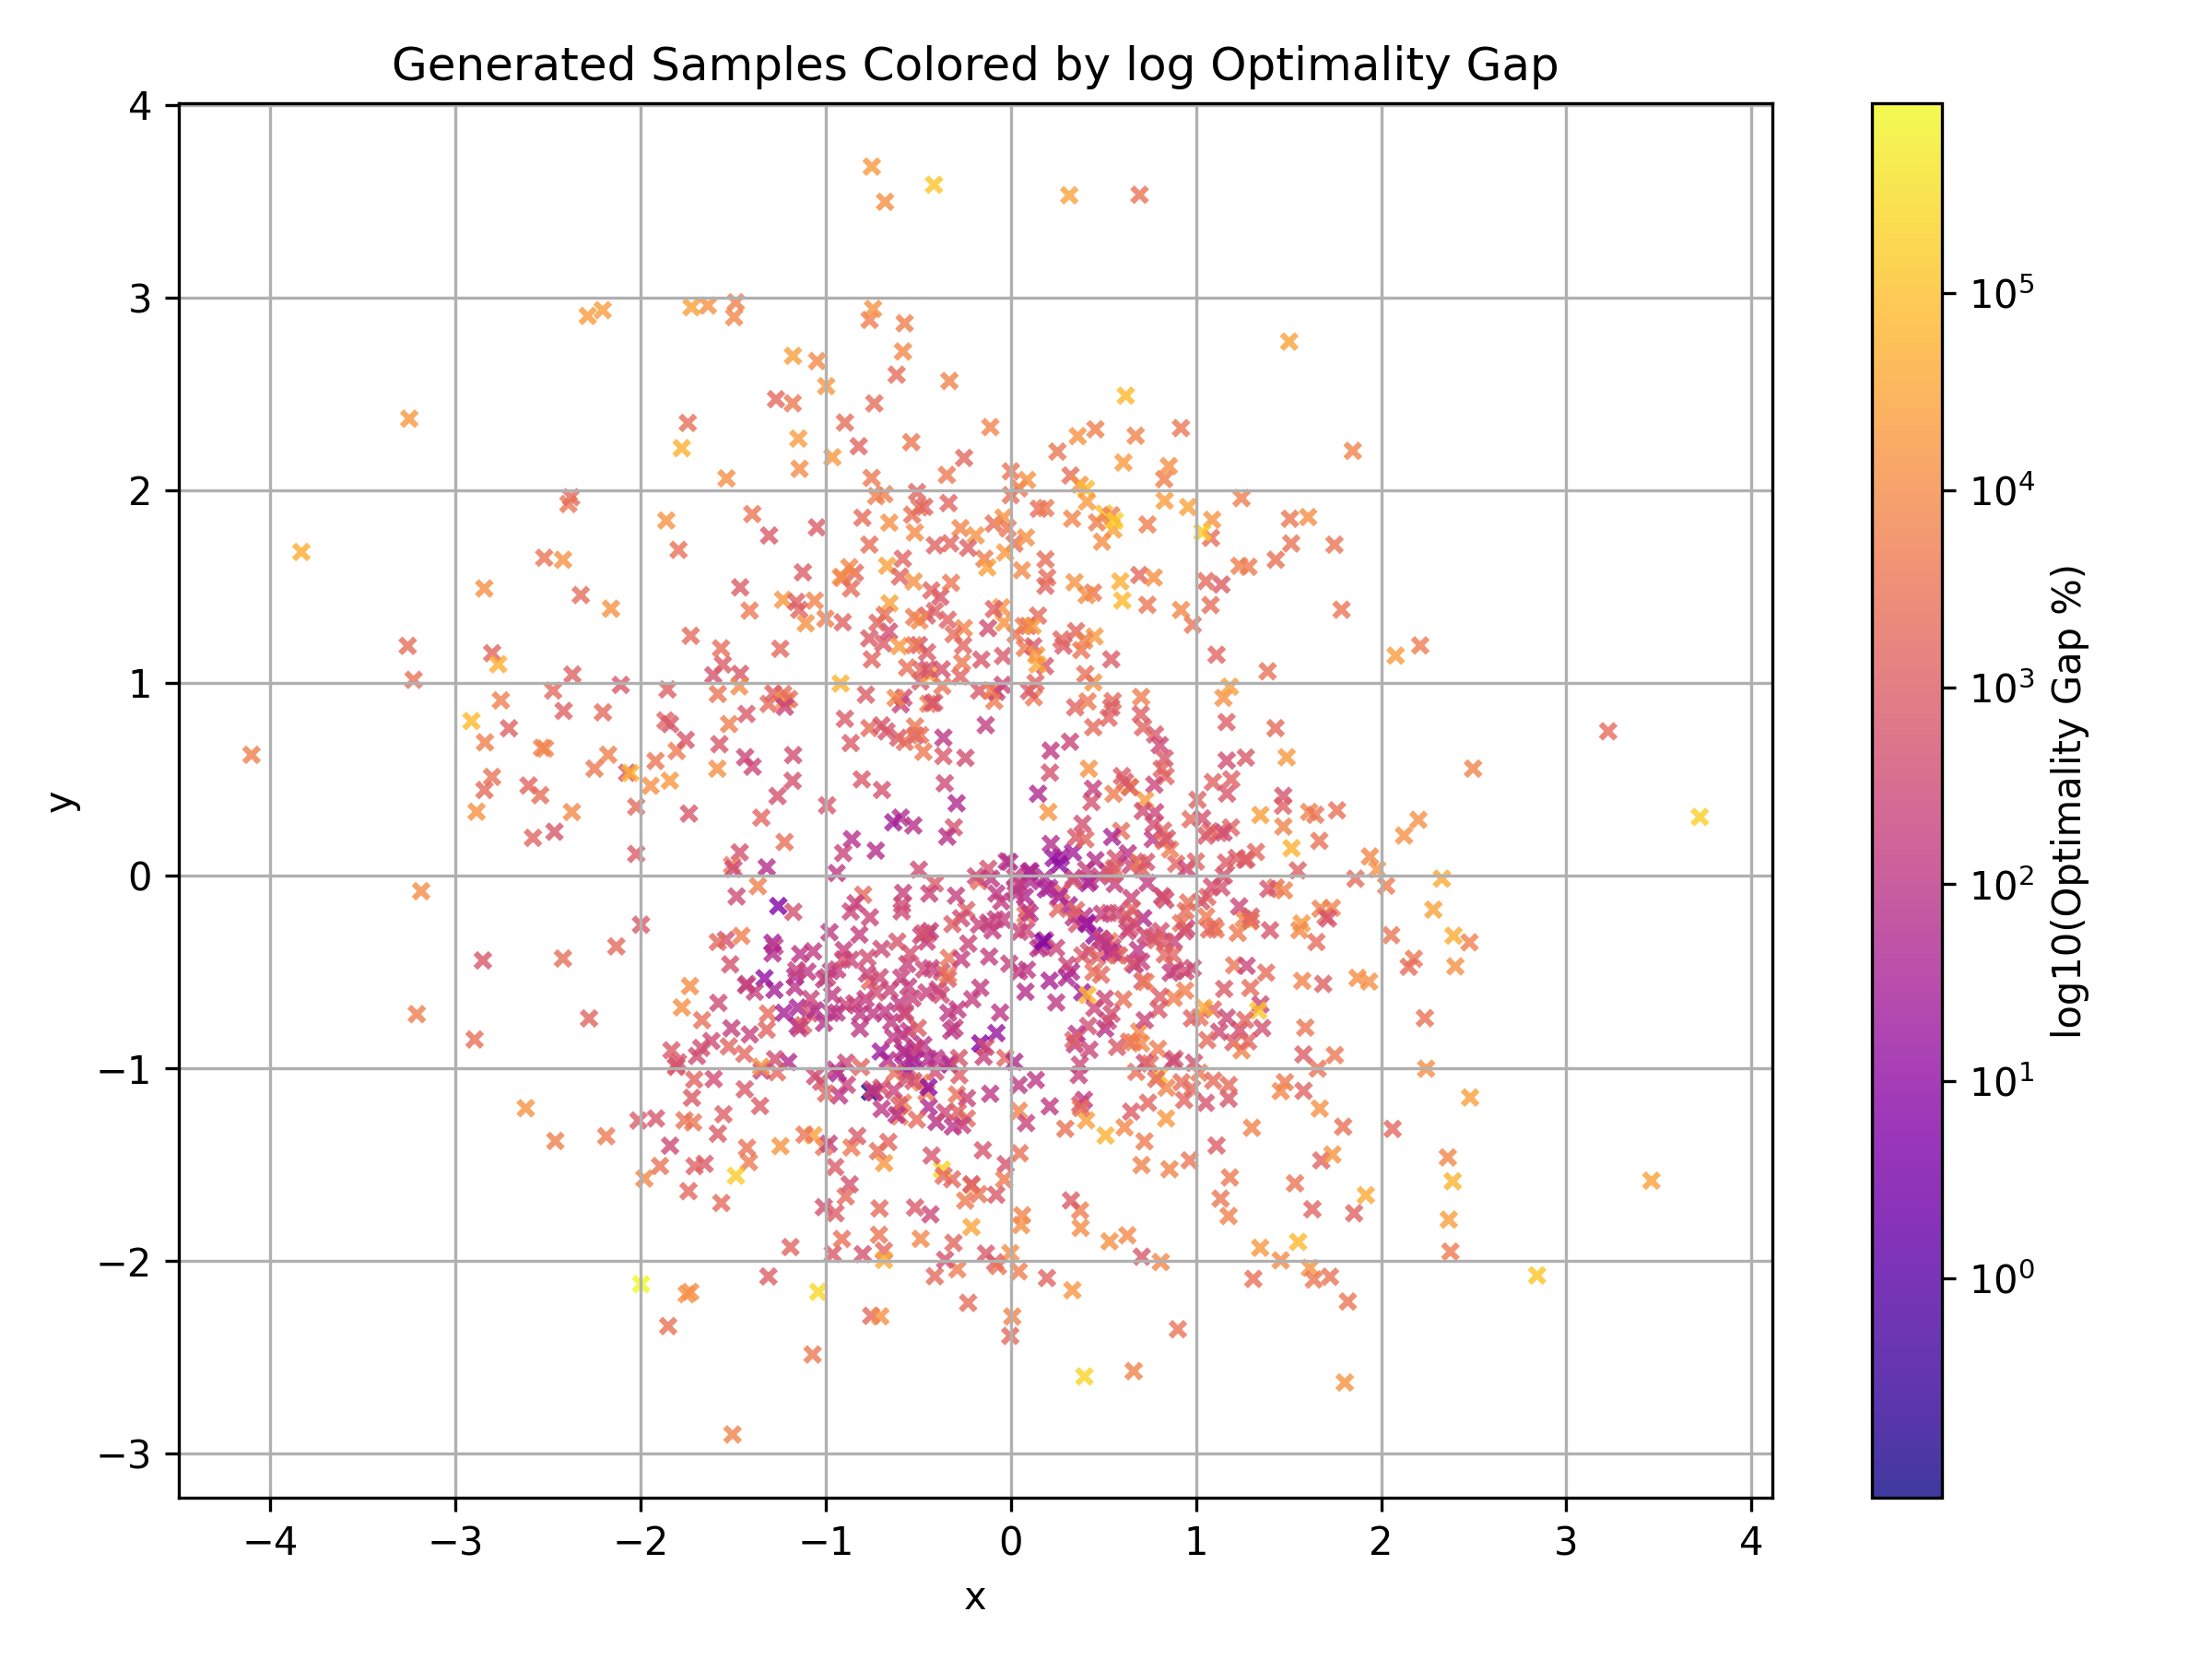 Generated Samples Colored by log Optimality Gap
4
3
2
1
0
−1
−2
−3
y
−4 −3 −2 −1 0 1 2 3 4
x
10⁵
10⁴
10³
10²
10¹
10⁰
log10(Optimality Gap %)